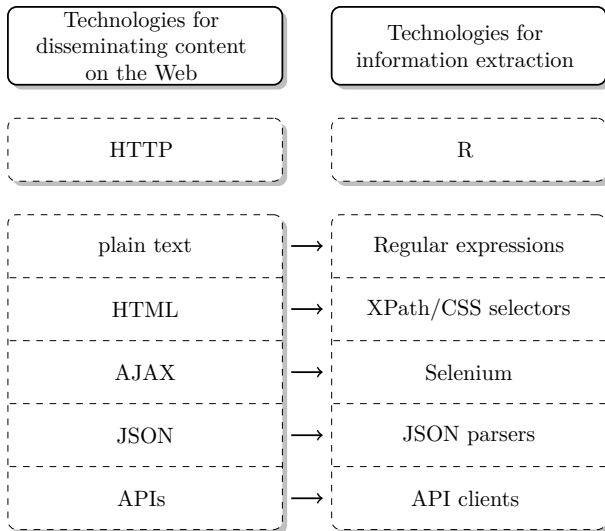 Technologies for
disseminating content
on the Web
Technologies for
information extraction
HTTP
R
plain text
Regular expressions
HTML
XPath/CSS selectors
AJAX
Selenium
JSON
JSON parsers
APIs
API clients